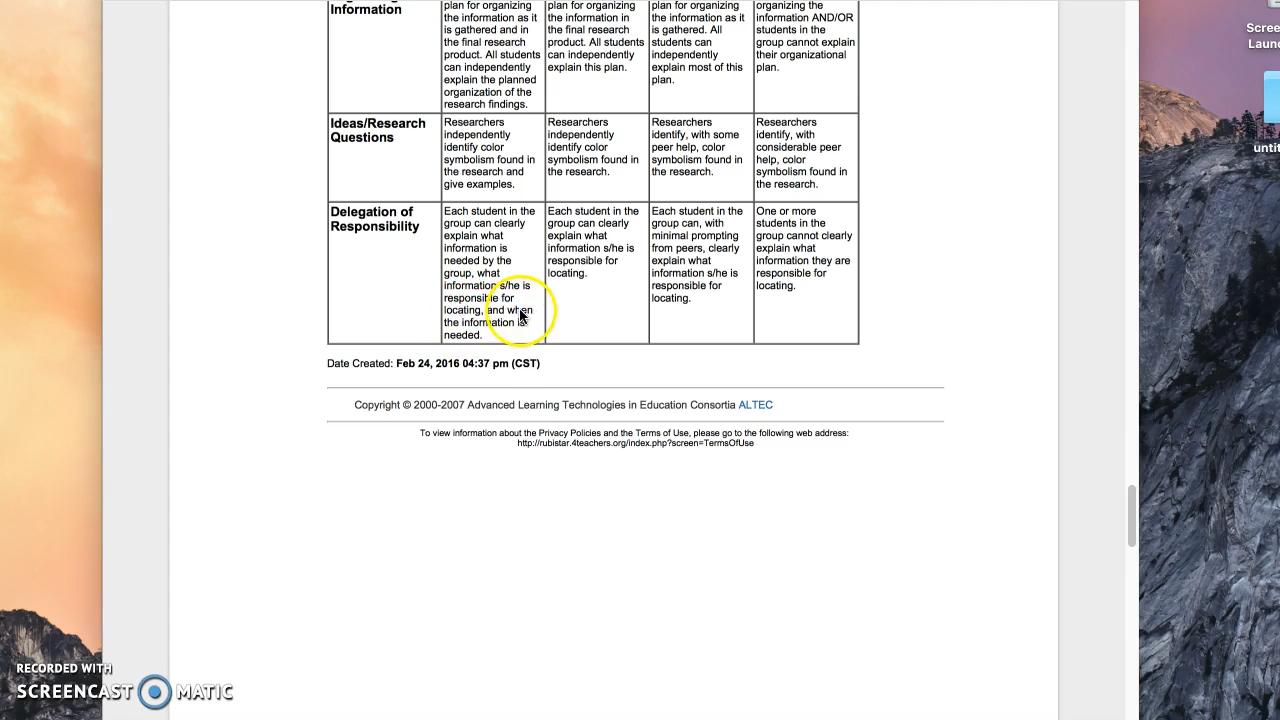 Information
plan for organizing
the information as it
is gathered and in
the final research
product. All students
can independently
explain the planned
organization of the
research findings.
plan for organizing
the information in
the final research
product. All students
can independently
explain this plan.
plan for organizing
the information as it
is gathered. All
students can
independently
explain most of this
plan.
organizing the
information AND/OR
students in the
group cannot explain
their organizational
plan.
Ideas/Research
Questions
Researchers
independently
identify color
symbolism found in
the research and
give examples.
Researchers
independently
identify color
symbolism found in
the research.
Researchers
identify, with some
peer help, color
symbolism found in
the research.
Researchers
identify, with
considerable peer
help, color
symbolism found in
the research.
Delegation of
Responsibility
Each student in the
group can clearly
explain what
information is
needed by the
group, what
information s/he is
responsible for
locating, and when
the information is
needed.
Each student in the
group can clearly
explain what
information s/he is
responsible for
locating.
Each student in the
group can, with
minimal prompting
from peers, clearly
explain what
information s/he is
responsible for
locating.
One or more
students in the
group cannot clearly
explain what
information they are
responsible for
locating.
Date Created: Feb 24, 2016 04:37 pm (CST)
Copyright © 2000-2007 Advanced Learning Technologies in Education Consortia ALTEC
To view information about the Privacy Policies and the Terms of Use, please go to the following web address:
http://rubistar.4teachers.org/index.php?screen=TermsOfUse
RECORDED WITH
SCREENCAST MATIC